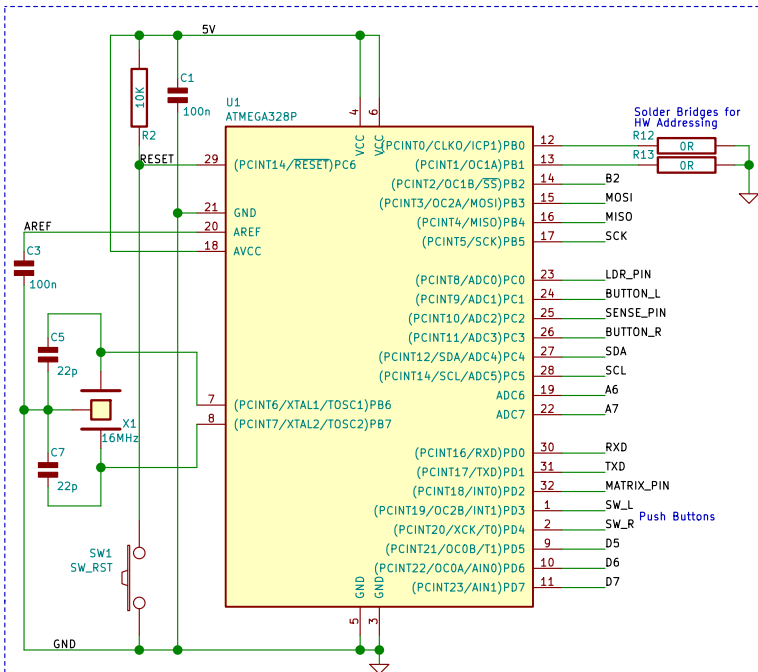 5V
C1
100n
10K
R2
U1
ATMEGA328P
4
6
VCC
VCC
Solder Bridges for
HW Addressing
R12
0R
R13
0R
RESET
29
(PCINT14/RESET)PC6
21
GND
20
AREF
18
AVCC
AREF
C3
100n
C5
22p
X1
16MHz
C7
22p
7
(PCINT6/XTAL1/TOSC1)PB6
8
(PCINT7/XTAL2/TOSC2)PB7
SW1
SW_RST
GND
(PCINT0/CLKO/ICP1)PB0
12
(PCINT1/OC1A)PB1
13
(PCINT2/OC1B/SS)PB2
14
B2
(PCINT3/OC2A/MOSI)PB3
15
MOSI
(PCINT4/MISO)PB4
16
MISO
(PCINT5/SCK)PB5
17
SCK
(PCINT8/ADC0)PC0
23
LDR_PIN
(PCINT9/ADC1)PC1
24
BUTTON_L
(PCINT10/ADC2)PC2
25
SENSE_PIN
(PCINT11/ADC3)PC3
26
BUTTON_R
(PCINT12/SDA/ADC4)PC4
27
SDA
(PCINT14/SCL/ADC5)PC5
28
SCL
ADC6
19
A6
ADC7
22
A7
(PCINT16/RXD)PD0
30
RXD
(PCINT17/TXD)PD1
31
TXD
(PCINT18/INT0)PD2
32
MATRIX_PIN
(PCINT19/OC2B/INT1)PD3
1
SW_L
Push Buttons
(PCINT20/XCK/T0)PD4
2
SW_R
(PCINT21/OC0B/T1)PD5
9
D5
(PCINT22/OC0A/AIN0)PD6
10
D6
(PCINT23/AIN1)PD7
11
D7
GND
GND
5
3